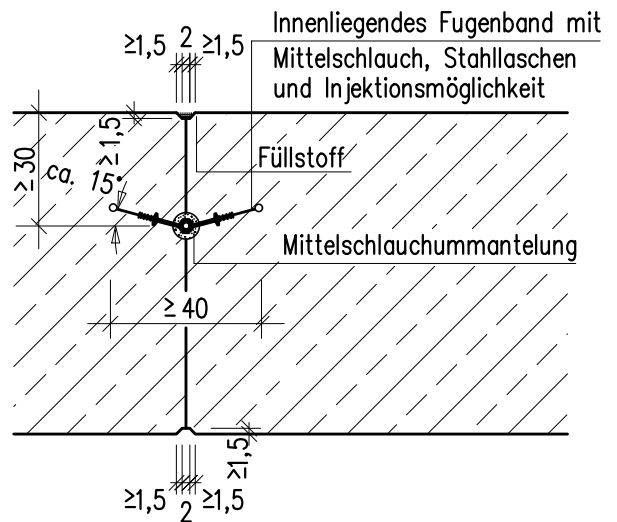 Innenliegendes Fugenband mit
≥1,5 2 ≥1,5
Mittelschlauch, Stahllaschen
und Injektionsmöglichkeit
≥1,5
≥30
Füllstoff
ca. 15°
Mittelschlauchummantelung
≥40
≥1,5
≥1,5 2 ≥1,5